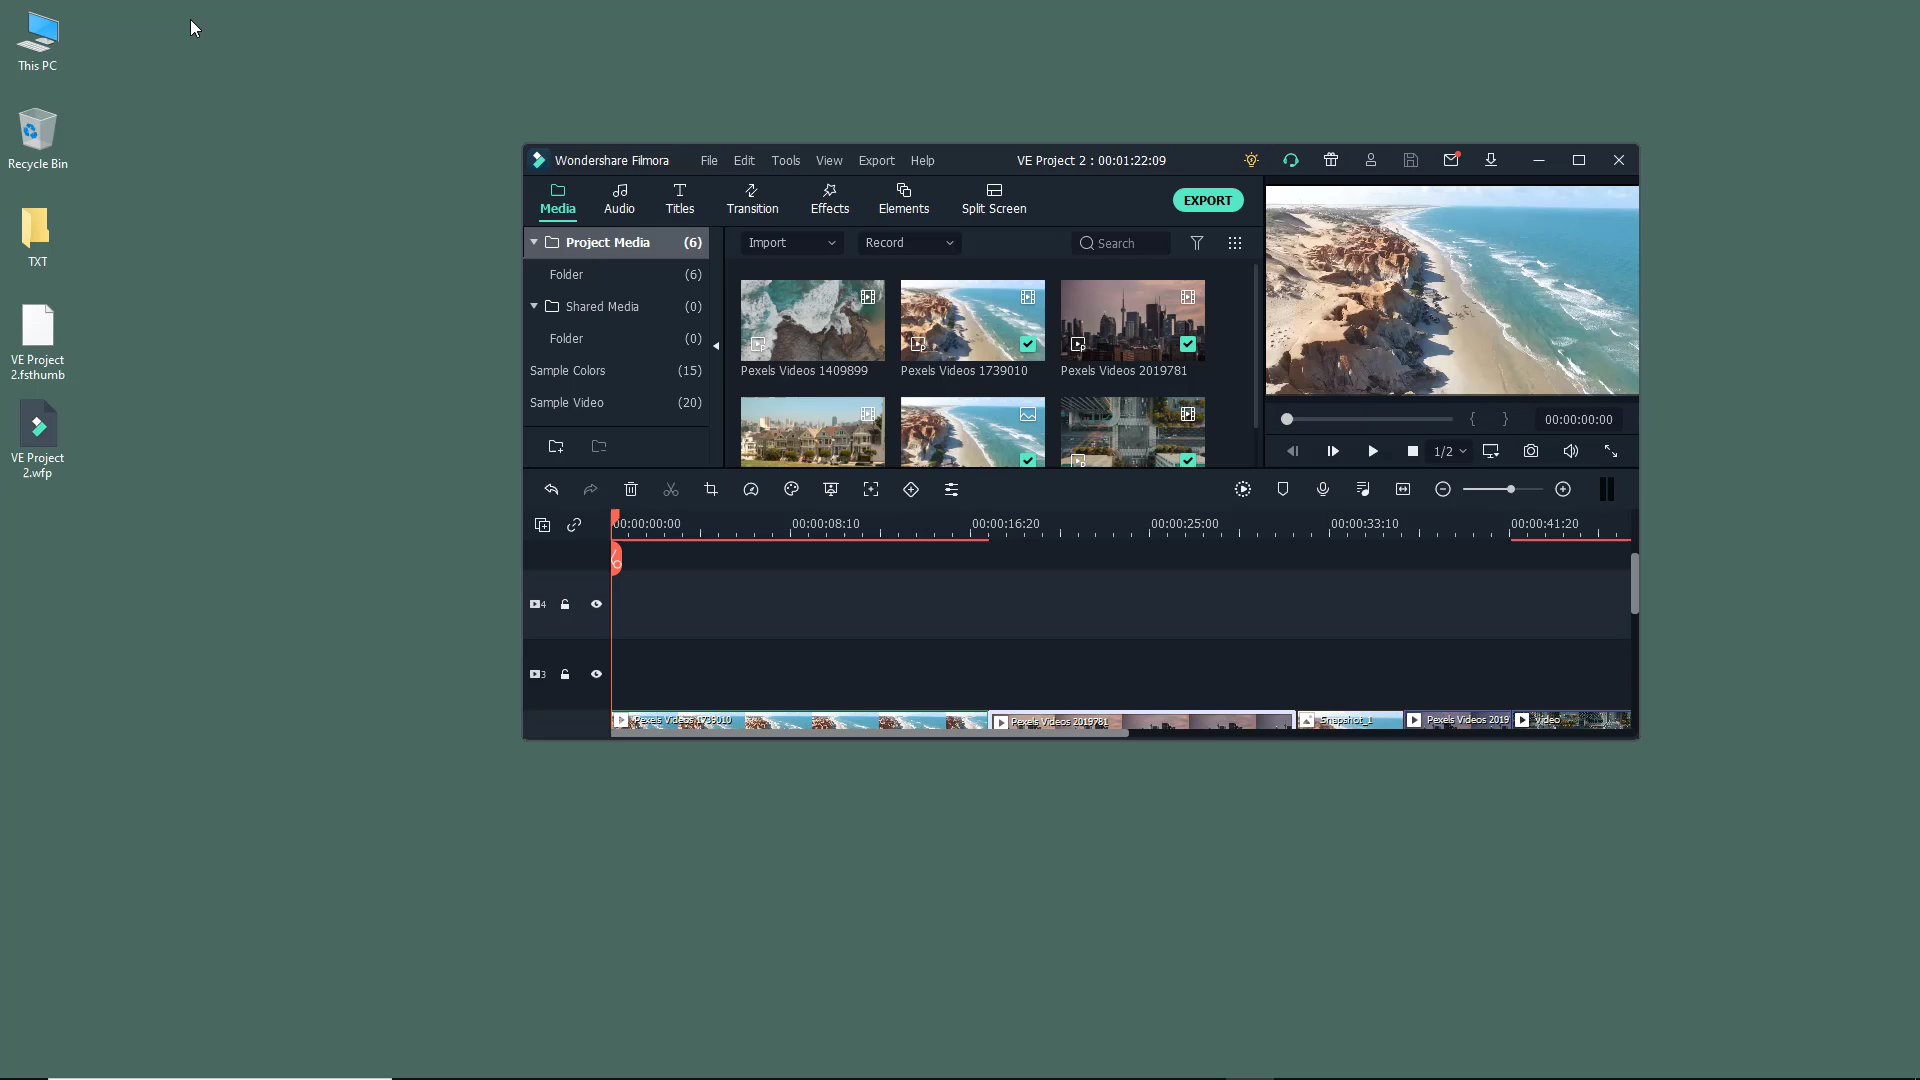 This PC
Recycle Bin
TXT
VE Project
2.fsthumb
VE Project
2.wfp
Wondershare Filmora
File
Edit
Tools
View
Export
Help
VE Project 2 : 00:01:22:09
Media
Audio
Titles
Transition
Effects
Elements
Split Screen
EXPORT
Project Media (6)
Folder (6)
Shared Media (0)
Folder (0)
Sample Colors (15)
Sample Video (20)
Import
Record
Search
Pexels Videos 1409899
Pexels Videos 1739010
Pexels Videos 2019781
{ }
00:00:00:00
1/2
00:00:00:00
00:00:08:10
00:00:16:20
00:00:25:00
00:00:33:10
00:00:41:20
4
3
Pexels Videos 1739010
Pexels Videos 2019781
Snapshot_1
Pexels Videos 2019
Video